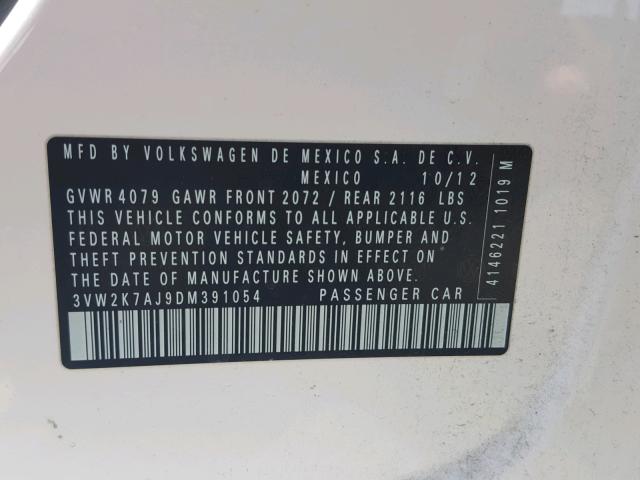 MFD BY VOLKSWAGEN DE MEXICO S.A. DE C.V.
MEXICO 10/12
GVWR 4079 GAWR FRONT 2072 / REAR 2116 LBS
THIS VEHICLE CONFORMS TO ALL APPLICABLE U.S.
FEDERAL MOTOR VEHICLE SAFETY, BUMPER AND
THEFT PREVENTION STANDARDS IN EFFECT ON
THE DATE OF MANUFACTURE SHOWN ABOVE.
3VW2K7AJ9DM391054 PASSENGER CAR
4146221 1019 M